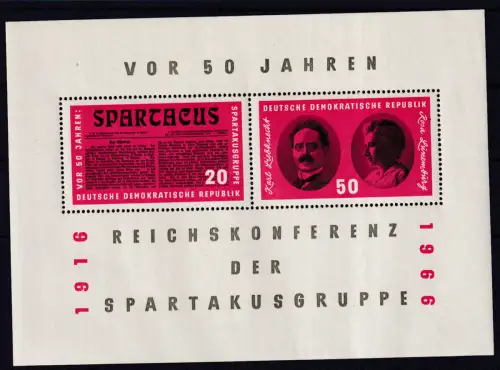 VOR 50 JAHREN
VOR 50 JAHREN:
SPARTACUS
SPARTAKUSGRUPPE
20
DEUTSCHE DEMOKRATISCHE REPUBLIK
DEUTSCHE DEMOKRATISCHE REPUBLIK
Karl Liebknecht
Rosa Luxemburg
50
1916
REICHSKONFERENZ
DER
SPARTAKUSGRUPPE
1966